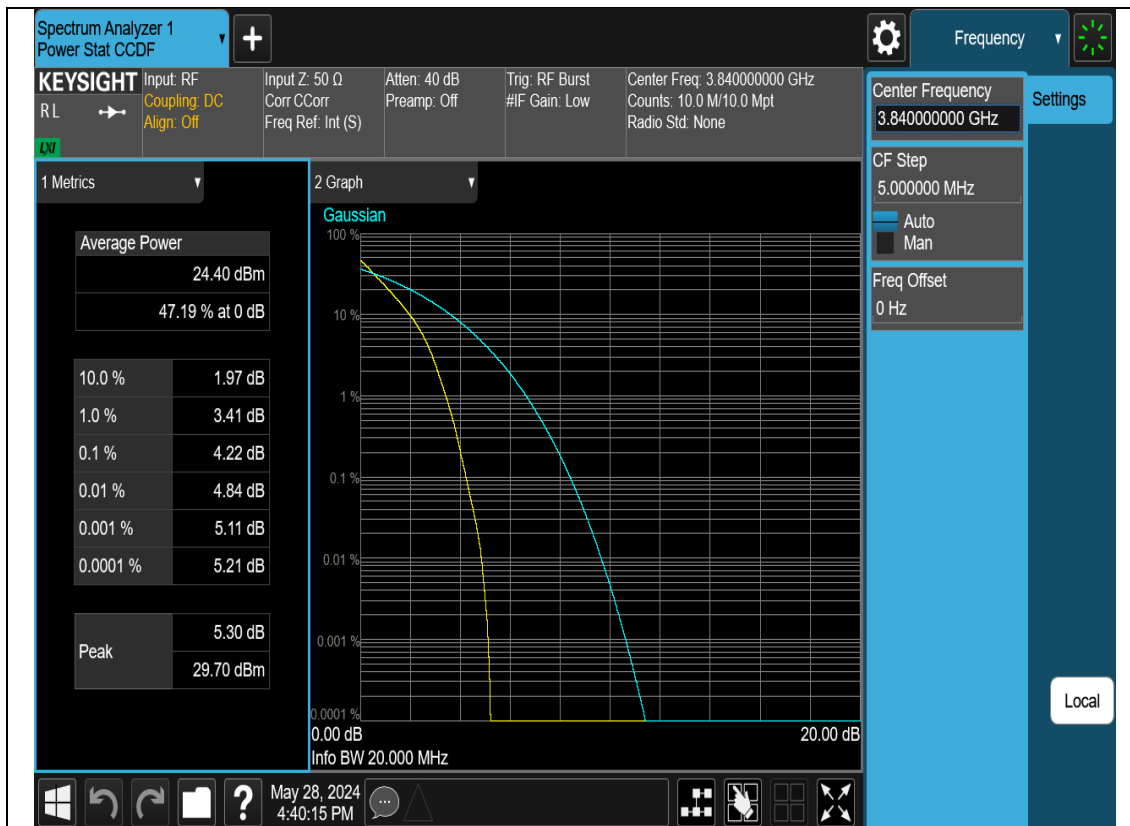 Spectrum Analyzer 1
Power Stat CCDF
+
Frequency
KEYSIGHT
RL
LXI
Input: RF
Coupling: DC
Align: Off
Input Z: 50 Ω
Corr CCorr
Freq Ref: Int (S)
Atten: 40 dB
Preamp: Off
Trig: RF Burst
#IF Gain: Low
Center Freq: 3.840000000 GHz
Counts: 10.0 M/10.0 Mpt
Radio Std: None
Center Frequency
3.840000000 GHz
Settings
CF Step
5.000000 MHz
Auto
Man
Freq Offset
0 Hz
1 Metrics
Average Power
24.40 dBm
47.19 % at 0 dB
10.0 % 1.97 dB
1.0 % 3.41 dB
0.1 % 4.22 dB
0.01 % 4.84 dB
0.001 % 5.11 dB
0.0001 % 5.21 dB
Peak
5.30 dB
29.70 dBm
2 Graph
Gaussian
100 %
10 %
1 %
0.1 %
0.01 %
0.001 %
0.0001 %
0.00 dB 20.00 dB
Info BW 20.000 MHz
Local
?
May 28, 2024
4:40:15 PM